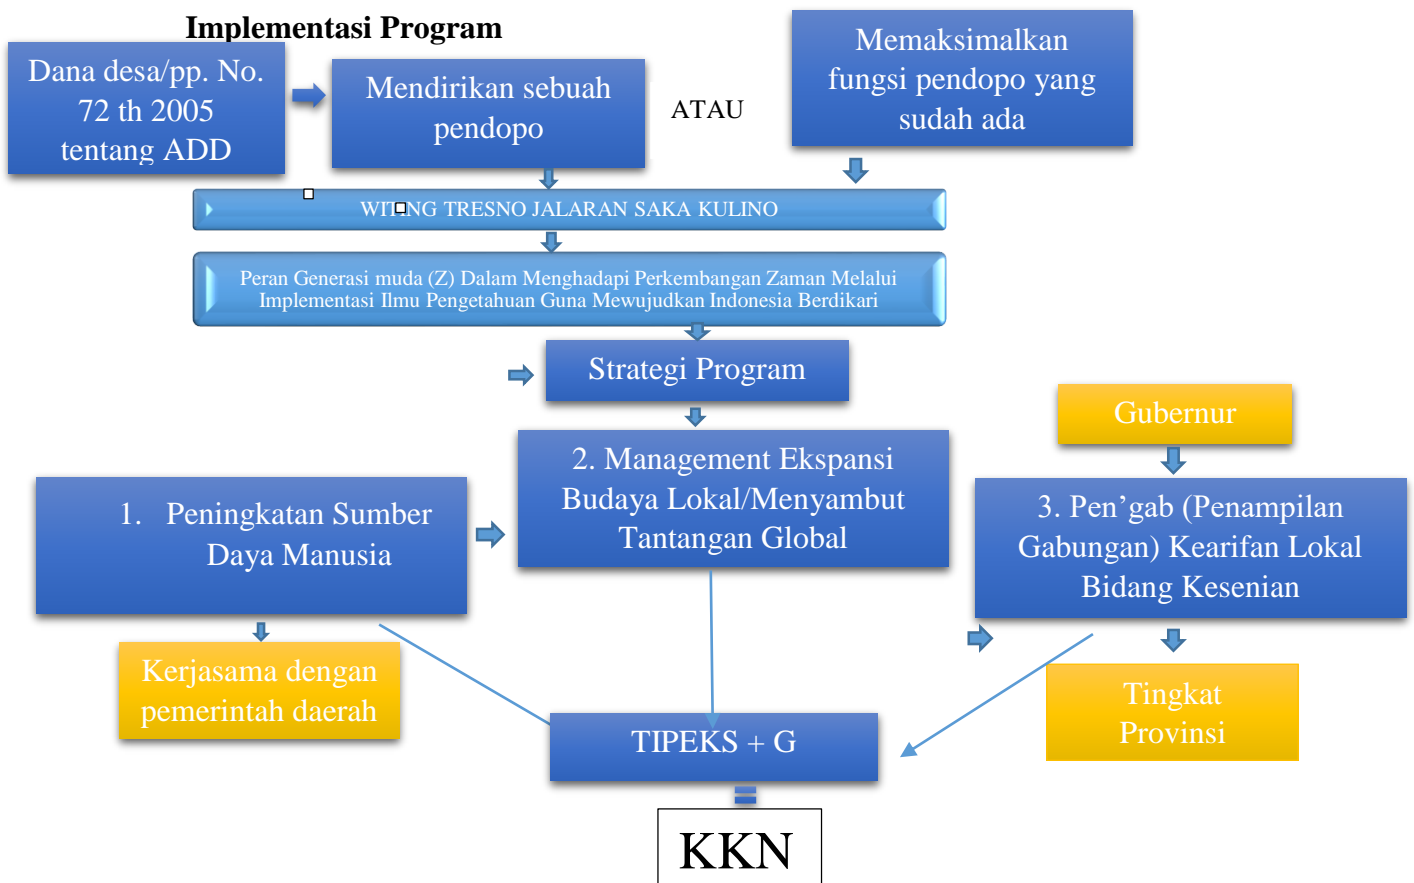 Implementasi Program
Dana desa/pp. No.
72 th 2005
tentang ADD
Mendirikan sebuah
pendopo
ATAU
Memaksimalkan
fungsi pendopo yang
sudah ada
WITING TRESNO JALARAN SAKA KULINO
Peran Generasi muda (Z) Dalam Menghadapi Perkembangan Zaman Melalui
Implementasi Ilmu Pengetahuan Guna Mewujudkan Indonesia Berdikari
Strategi Program
Gubernur
1. Peningkatan Sumber
Daya Manusia
2. Management Ekspansi
Budaya Lokal/Menyambut
Tantangan Global
3. Pen’gab (Penampilan
Gabungan) Kearifan Lokal
Bidang Kesenian
Kerjasama dengan
pemerintah daerah
Tingkat
Provinsi
TIPEKS + G
=
KKN